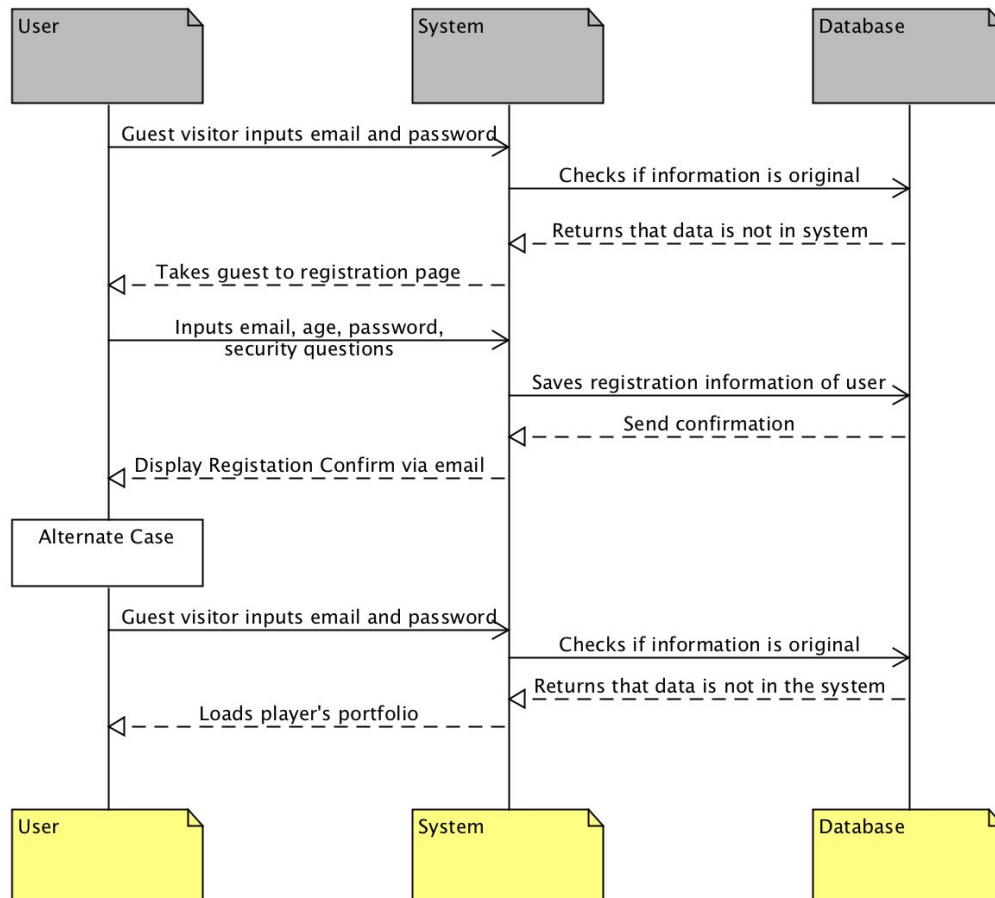 User
System
Database
Guest visitor inputs email and password
Checks if information is original
Returns that data is not in system
Takes guest to registration page
Inputs email, age, password,
security questions
Saves registration information of user
Send confirmation
Display Registation Confirm via email
Alternate Case
Guest visitor inputs email and password
Checks if information is original
Returns that data is not in the system
Loads player's portfolio
User
System
Database